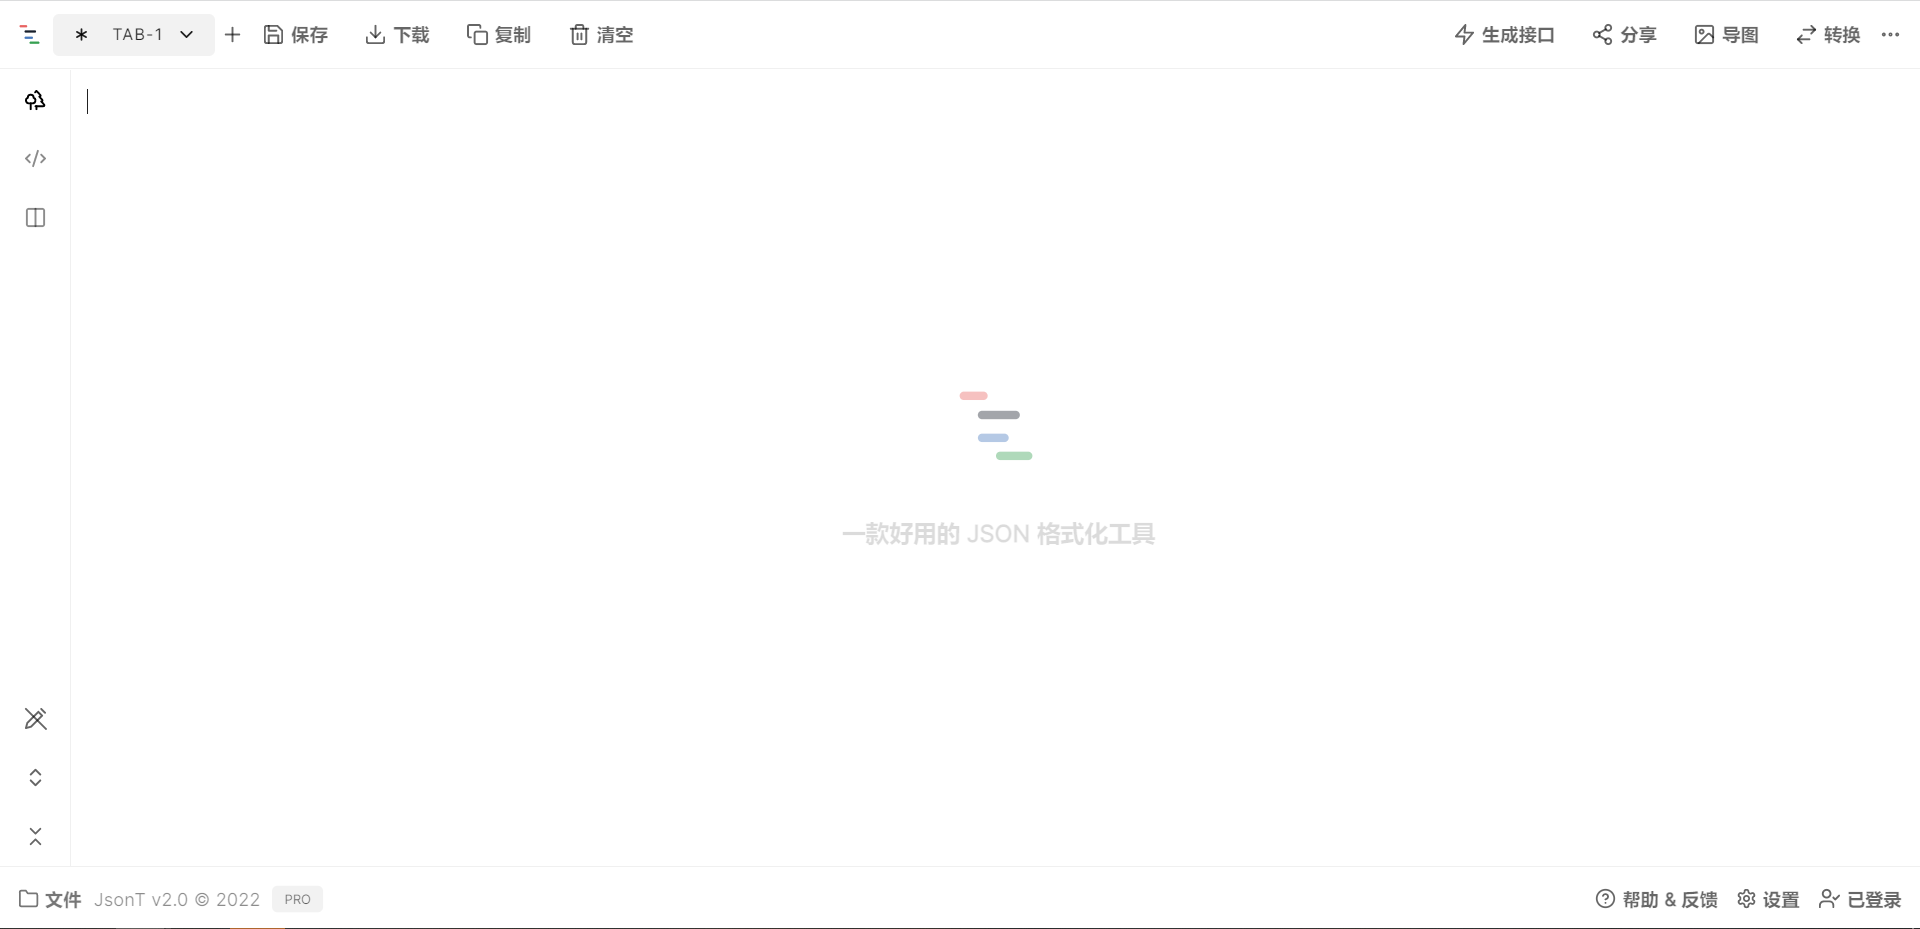 * TAB-1 保存 下载 复制 清空 生成接口 分享 导图 转换
一款好用的 JSON 格式化工具
文件 JsonT v2.0 © 2022 PRO 帮助 & 反馈 设置 已登录